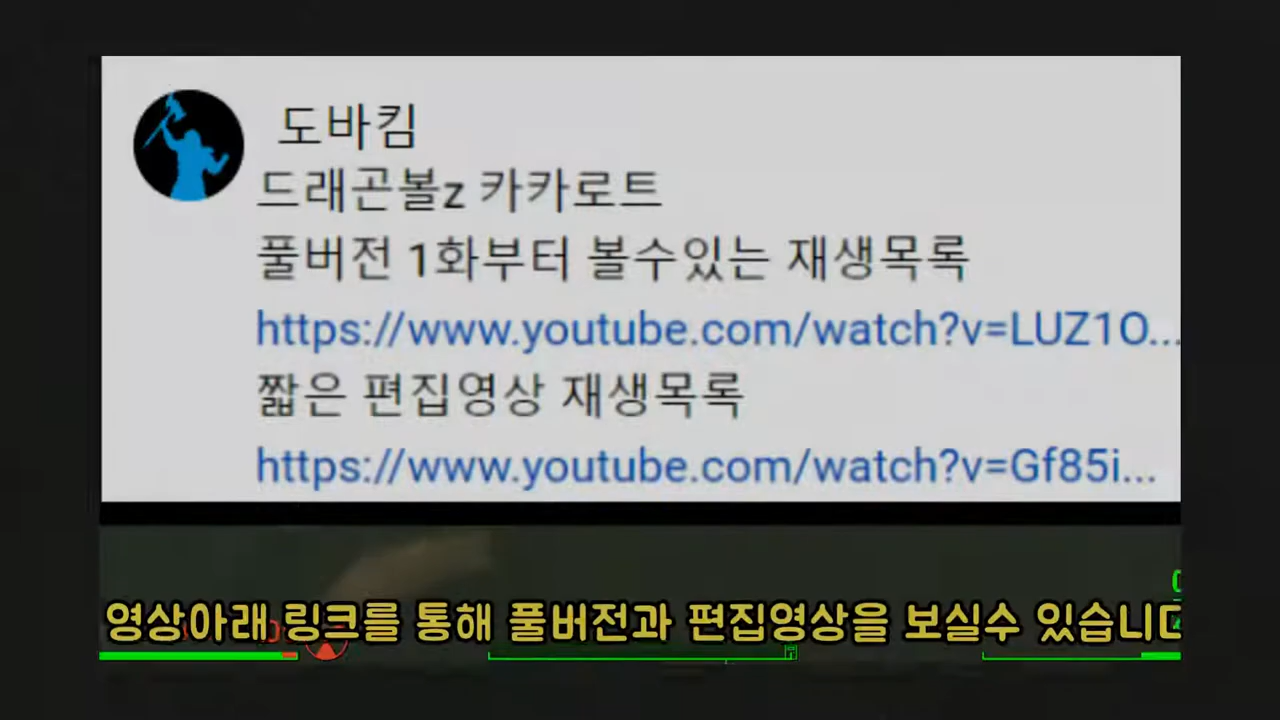 도바킴
드래곤볼z 카카로트
풀버전 1화부터 볼수있는 재생목록
https://www.youtube.com/watch?v=LUZ1O...
짧은 편집영상 재생목록
https://www.youtube.com/watch?v=Gf85i...
영상아래 링크를 통해 풀버전과 편집영상을 보실수 있습니다